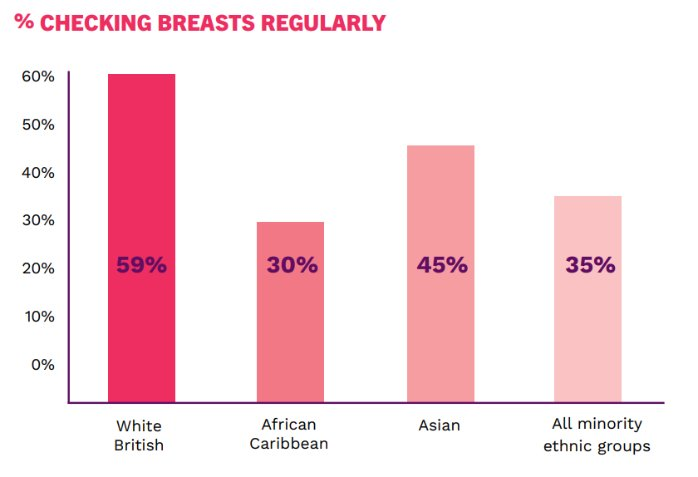 % CHECKING BREASTS REGULARLY
60%
50%
40%
30%
20%
10%
0%
59%
30%
45%
35%
White
British
African
Caribbean
Asian
All minority
ethnic groups